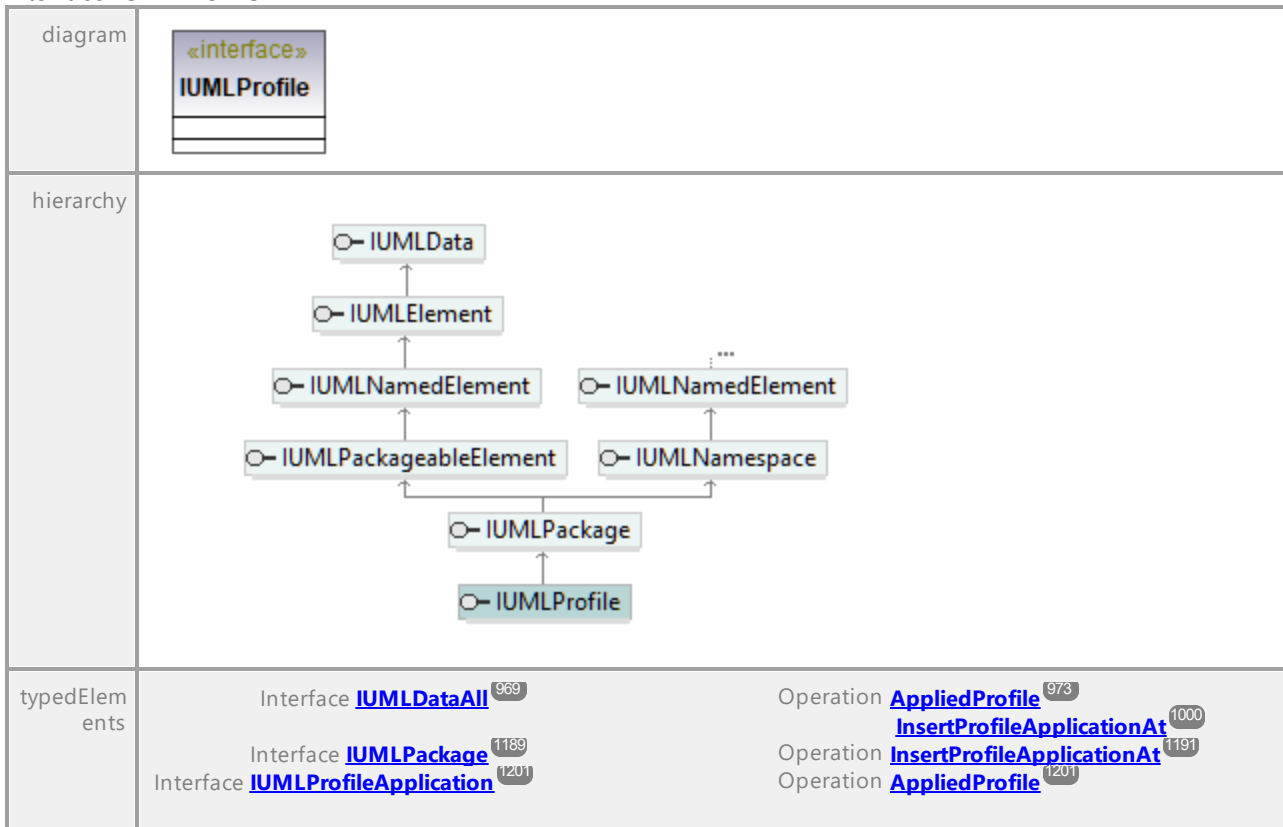 diagram
«interface»
IUMLProfile
hierarchy
IUMLData
IUMLElement
...
IUMLNamedElement IUMLNamedElement
IUMLPackageableElement IUMLNamespace
IUMLPackage
IUMLProfile
typedElem
ents
Interface IUMLDataAll 969 Operation AppliedProfile 973
InsertProfileApplicationAt 1000
Interface IUMLPackage 1189 Operation InsertProfileApplicationAt 1191
Interface IUMLProfileApplication 1201 Operation AppliedProfile 1201